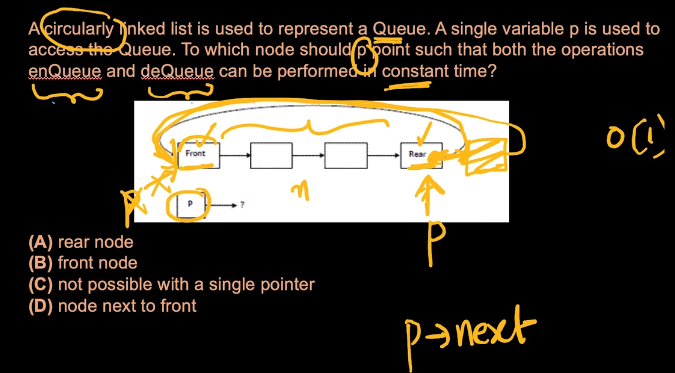 A circularly linked list is used to represent a Queue. A single variable p is used to
access the Queue. To which node should p point such that both the operations
enQueue and deQueue can be performed in constant time?
O(1)
Front
Rear
n
P
P
?
P
(A) rear node
(B) front node
(C) not possible with a single pointer
(D) node next to front
p→next